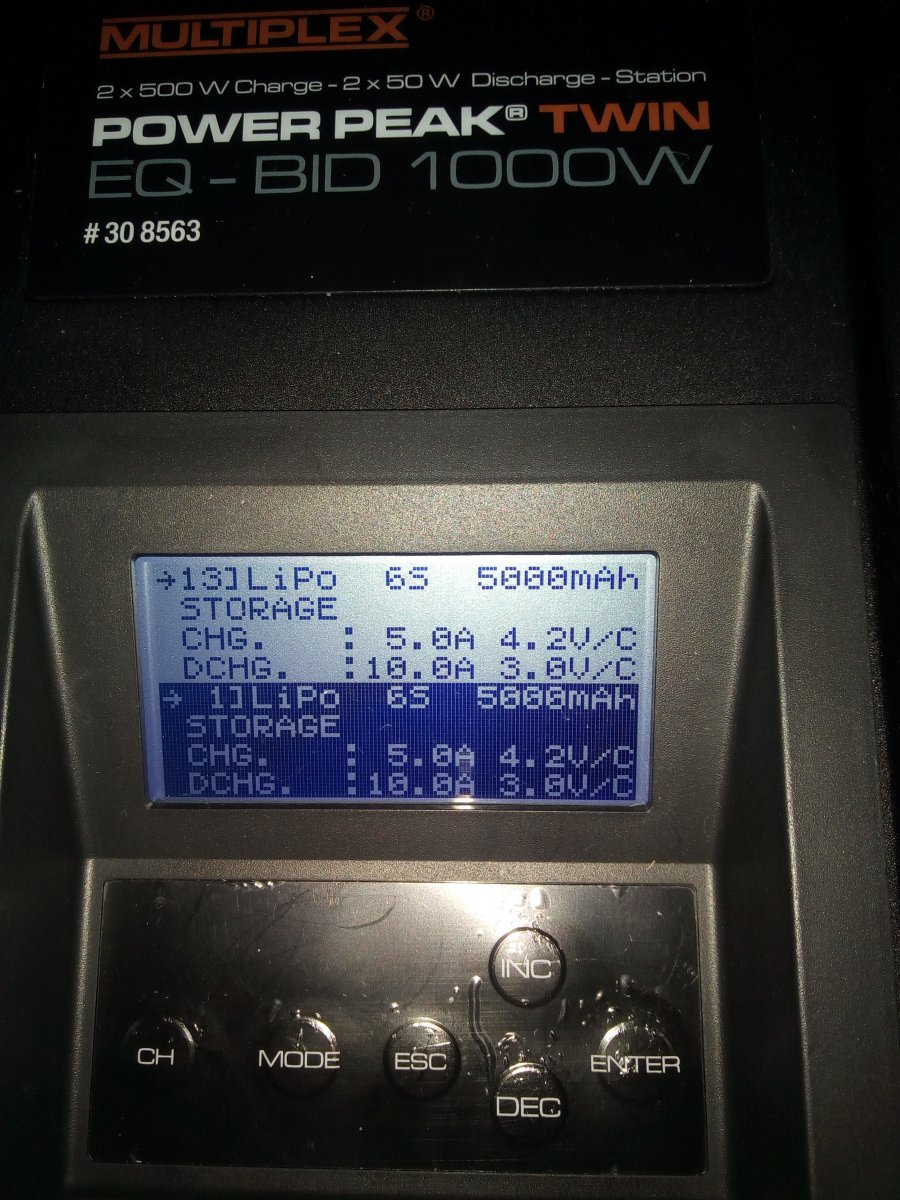 MULTIPLEX®
2 x 500 W Charge - 2 x 50 W Discharge - Station
POWER PEAK® TWIN
EQ - BID 1000W
# 30 8563
→13]LiPo 6S 5000mAh
STORAGE
CHG. : 5.0A 4.2V/C
DCHG. :10.0A 3.0V/C
→ 1]LiPo 6S 5000mAh
STORAGE
CHG. : 5.0A 4.2V/C
DCHG. :10.0A 3.0V/C
INC
CH MODE ESC ENTER
DEC